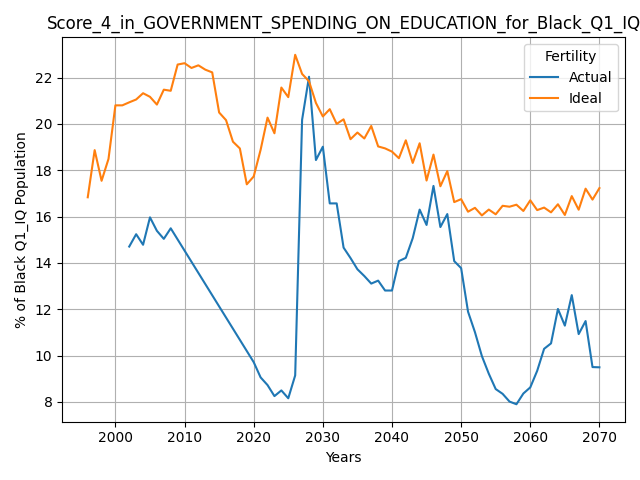 Score_4_in_GOVERNMENT_SPENDING_ON_EDUCATION_for_Black_Q1_IQ
Fertility
Actual
Ideal
% of Black Q1_IQ Population
22
20
18
16
14
12
10
8
2000 2010 2020 2030 2040 2050 2060 2070
Years